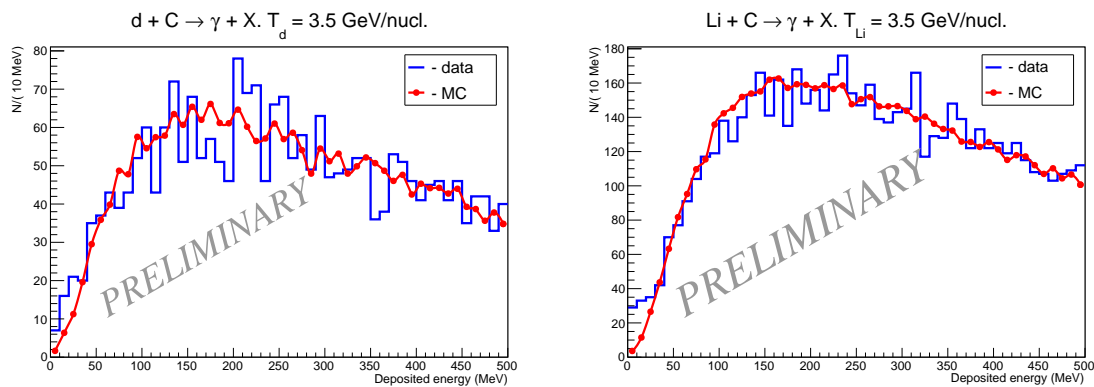 d + C → γ + X. T_d = 3.5 GeV/nucl.
N/( 10 MeV)
80
70
60
50
40
30
20
10
0
- data
- MC
PRELIMINARY
0 50 100 150 200 250 300 350 400 450 500
Deposited energy (MeV)
Li + C → γ + X. T_Li = 3.5 GeV/nucl.
N/( 10 MeV)
180
160
140
120
100
80
60
40
20
0
- data
- MC
PRELIMINARY
0 50 100 150 200 250 300 350 400 450 500
Deposited energy (MeV)